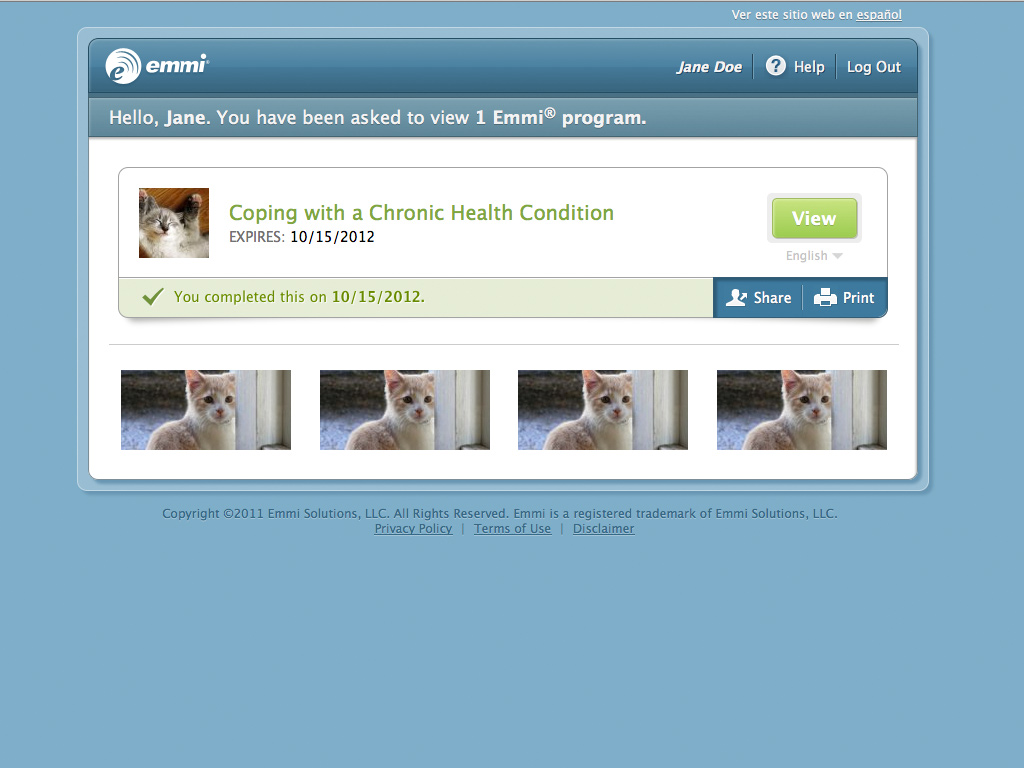 Ver este sitio web en español
emmi®
Jane Doe
? Help
Log Out
Hello, Jane. You have been asked to view 1 Emmi® program.
Coping with a Chronic Health Condition
EXPIRES: 10/15/2012
View
English
You completed this on 10/15/2012.
Share
Print
Copyright ©2011 Emmi Solutions, LLC. All Rights Reserved. Emmi is a registered trademark of Emmi Solutions, LLC.
Privacy Policy | Terms of Use | Disclaimer